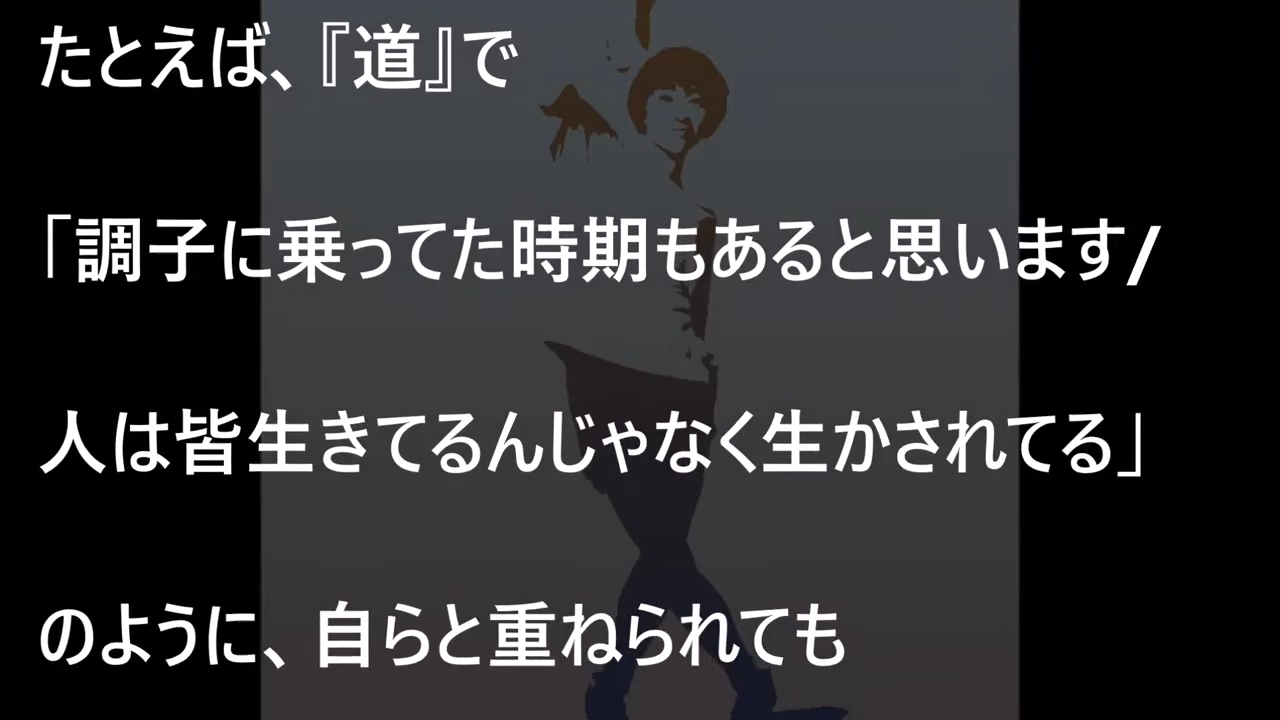 たとえば、『道』で
「調子に乗ってた時期もあると思います/
人は皆生きてるんじゃなく生かされてる」
のように、自らと重ねられても